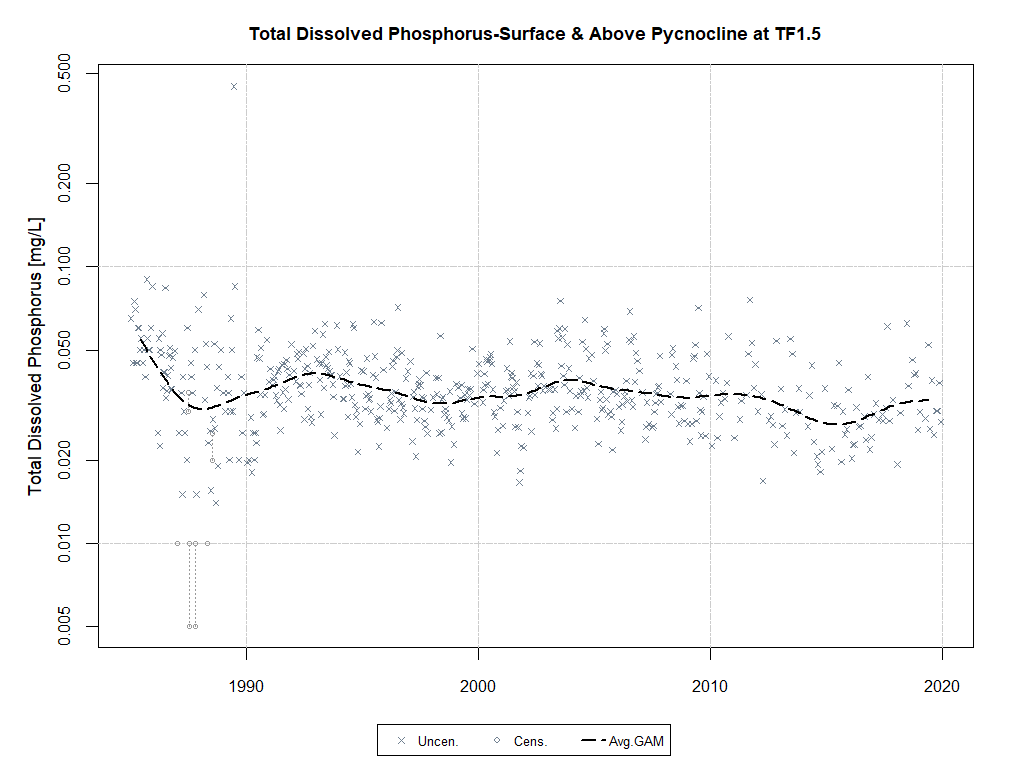 Total Dissolved Phosphorus-Surface & Above Pycnocline at TF1.5
Total Dissolved Phosphorus [mg/L]
0.500
0.200
0.100
0.050
0.020
0.010
0.005
1990 2000 2010 2020
Uncen. Cens. Avg.GAM